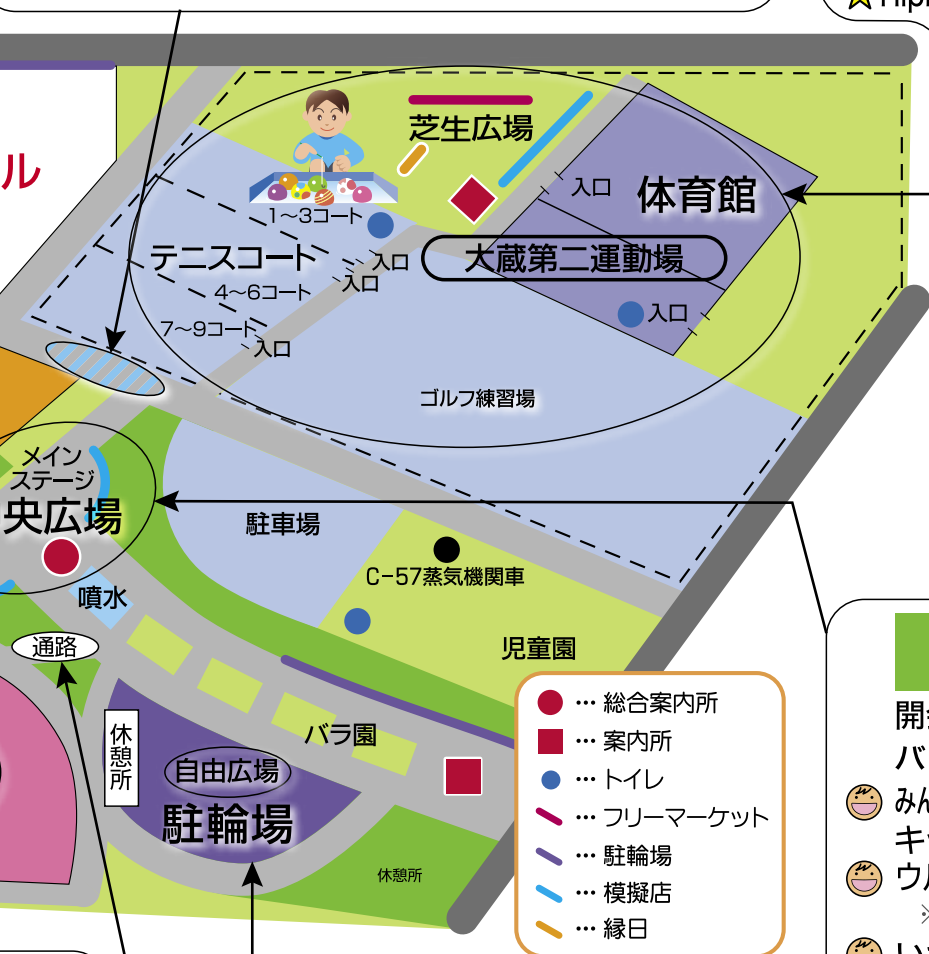 ☆ Hip
ル
芝生広場
入口
体育館
1〜3コート
テニスコート
入口
大蔵第二運動場
入口
4〜6コート
入口
7〜9コート
入口
ゴルフ練習場
メイン
ステージ
央広場
駐車場
C-57蒸気機関車
噴水
通路
児童園
休憩所
バラ園
自由広場
駐輪場
休憩所
… 総合案内所
… 案内所
… トイレ
… フリーマーケット
… 駐輪場
… 模擬店
… 縁日
開
バ
みん
キ
ウル
※